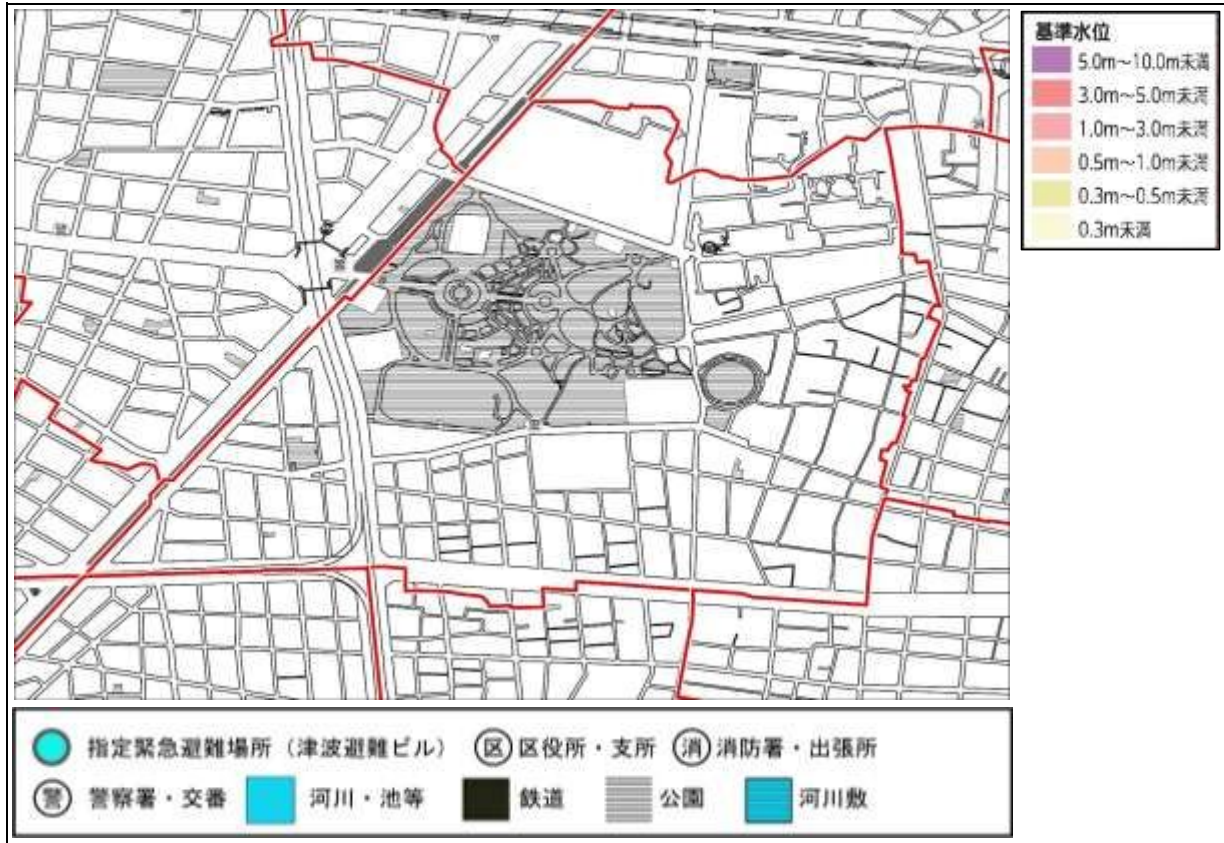 基準水位
5.0m～10.0m未満
3.0m～5.0m未満
1.0m～3.0m未満
0.5m～1.0m未満
0.3m～0.5m未満
0.3m未満
指定緊急避難場所（津波避難ビル） 区 区役所・支所 消 消防署・出張所
警 警察署・交番 河川・池等 鉄道 公園 河川敷